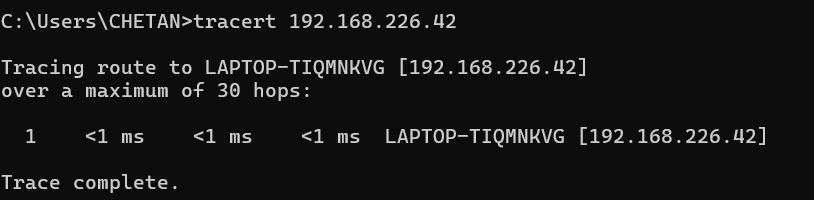 C:\Users\CHETAN>tracert 192.168.226.42
Tracing route to LAPTOP-TIQMNKVG [192.168.226.42]
over a maximum of 30 hops:
1 <1 ms <1 ms <1 ms LAPTOP-TIQMNKVG [192.168.226.42]
Trace complete.